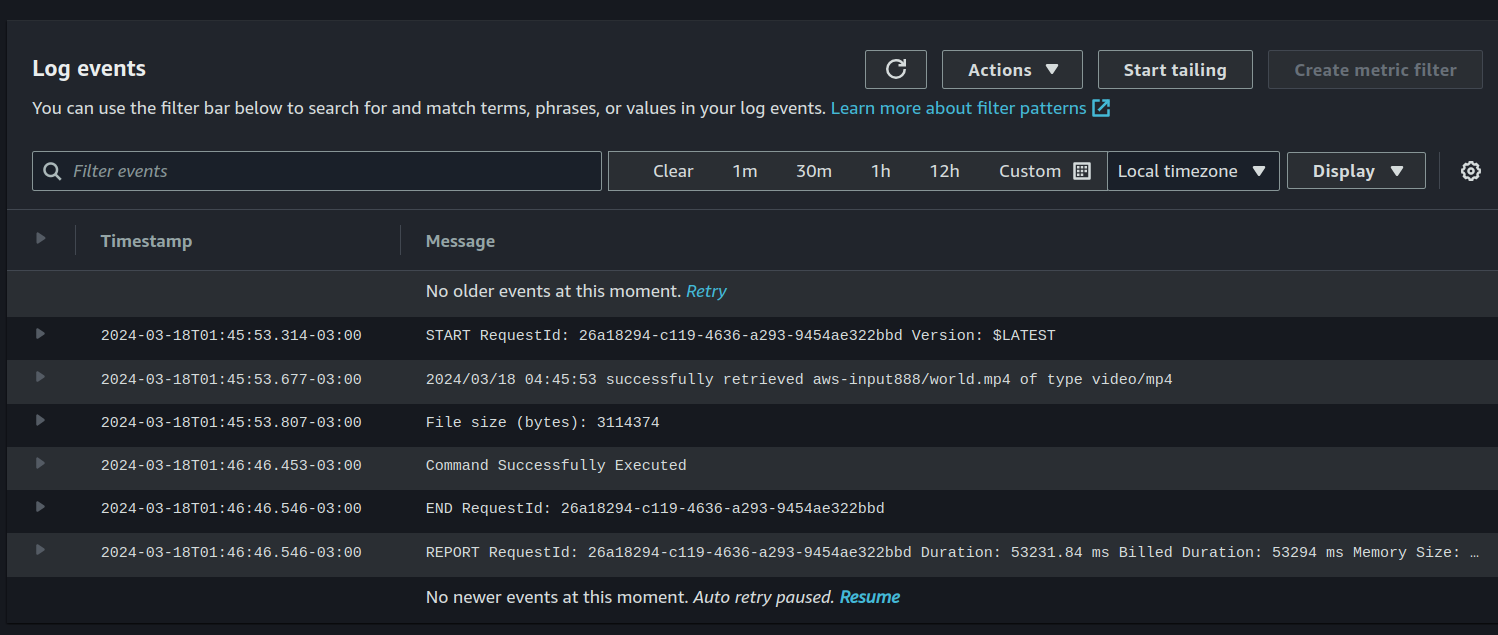 Log events
Actions
Start tailing
Create metric filter
You can use the filter bar below to search for and match terms, phrases, or values in your log events. Learn more about filter patterns
Filter events
Clear 1m 30m 1h 12h Custom
Local timezone
Display
Timestamp Message
No older events at this moment. Retry
2024-03-18T01:45:53.314-03:00 START RequestId: 26a18294-c119-4636-a293-9454ae322bbd Version: $LATEST
2024-03-18T01:45:53.677-03:00 2024/03/18 04:45:53 successfully retrieved aws-input888/world.mp4 of type video/mp4
2024-03-18T01:45:53.807-03:00 File size (bytes): 3114374
2024-03-18T01:46:46.453-03:00 Command Successfully Executed
2024-03-18T01:46:46.546-03:00 END RequestId: 26a18294-c119-4636-a293-9454ae322bbd
2024-03-18T01:46:46.546-03:00 REPORT RequestId: 26a18294-c119-4636-a293-9454ae322bbd Duration: 53231.84 ms Billed Duration: 53294 ms Memory Size: …
No newer events at this moment. Auto retry paused. Resume